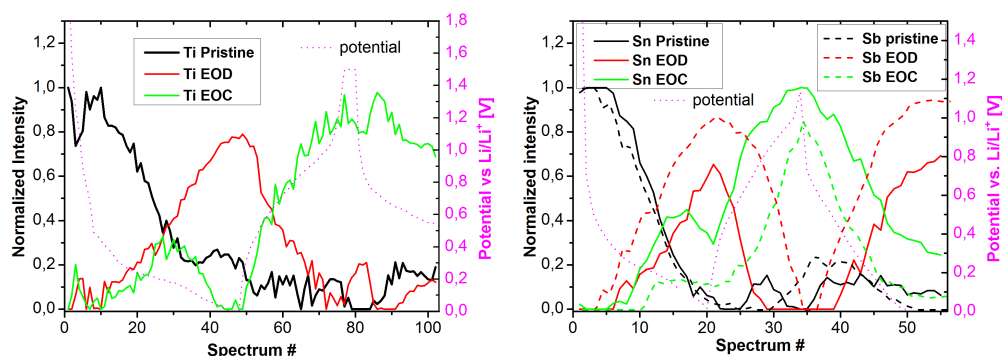 Ti Pristine
Ti EOD
Ti EOC
potential
Normalized intensity
1,2
1,0
0,8
0,6
0,4
0,2
0,0
0 20 40 60 80 100
Spectrum #
1,8
1,6
1,4
1,2
1,0
0,8
0,6
0,4
0,2
0,0
Potential vs Li/Li+ [V]
Sn Pristine
Sn EOD
Sn EOC
Sb pristine
Sb EOD
Sb EOC
potential
Normalized Intensity
1,2
1,0
0,8
0,6
0,4
0,2
0,0
0 10 20 30 40 50
Spectrum #
1,4
1,2
1,0
0,8
0,6
0,4
0,2
0,0
Potential vs. Li/Li+ [V]